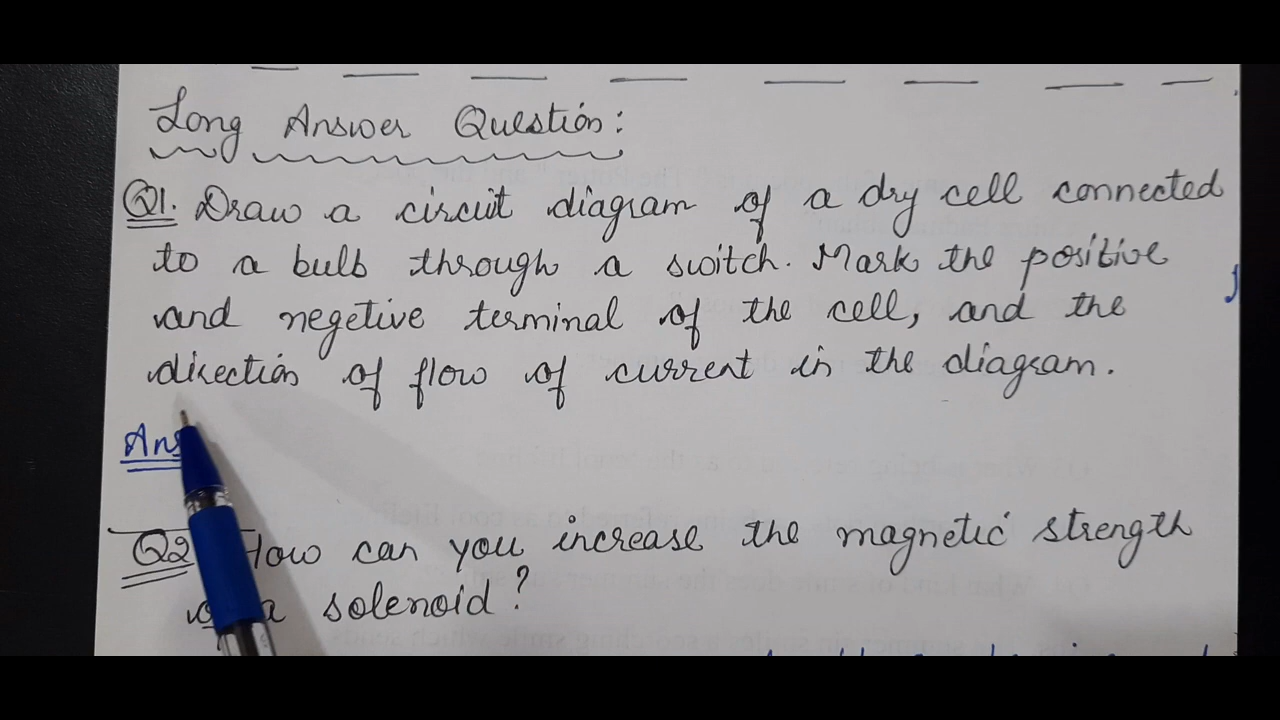 Long Answer Question:
Q1. Draw a circuit diagram of a dry cell connected
to a bulb through a switch. Mark the positive
and negetive terminal of the cell, and the
direction of flow of current in the diagram.
Ans
Q2 How can you increase the magnetic strength
of a solenoid?